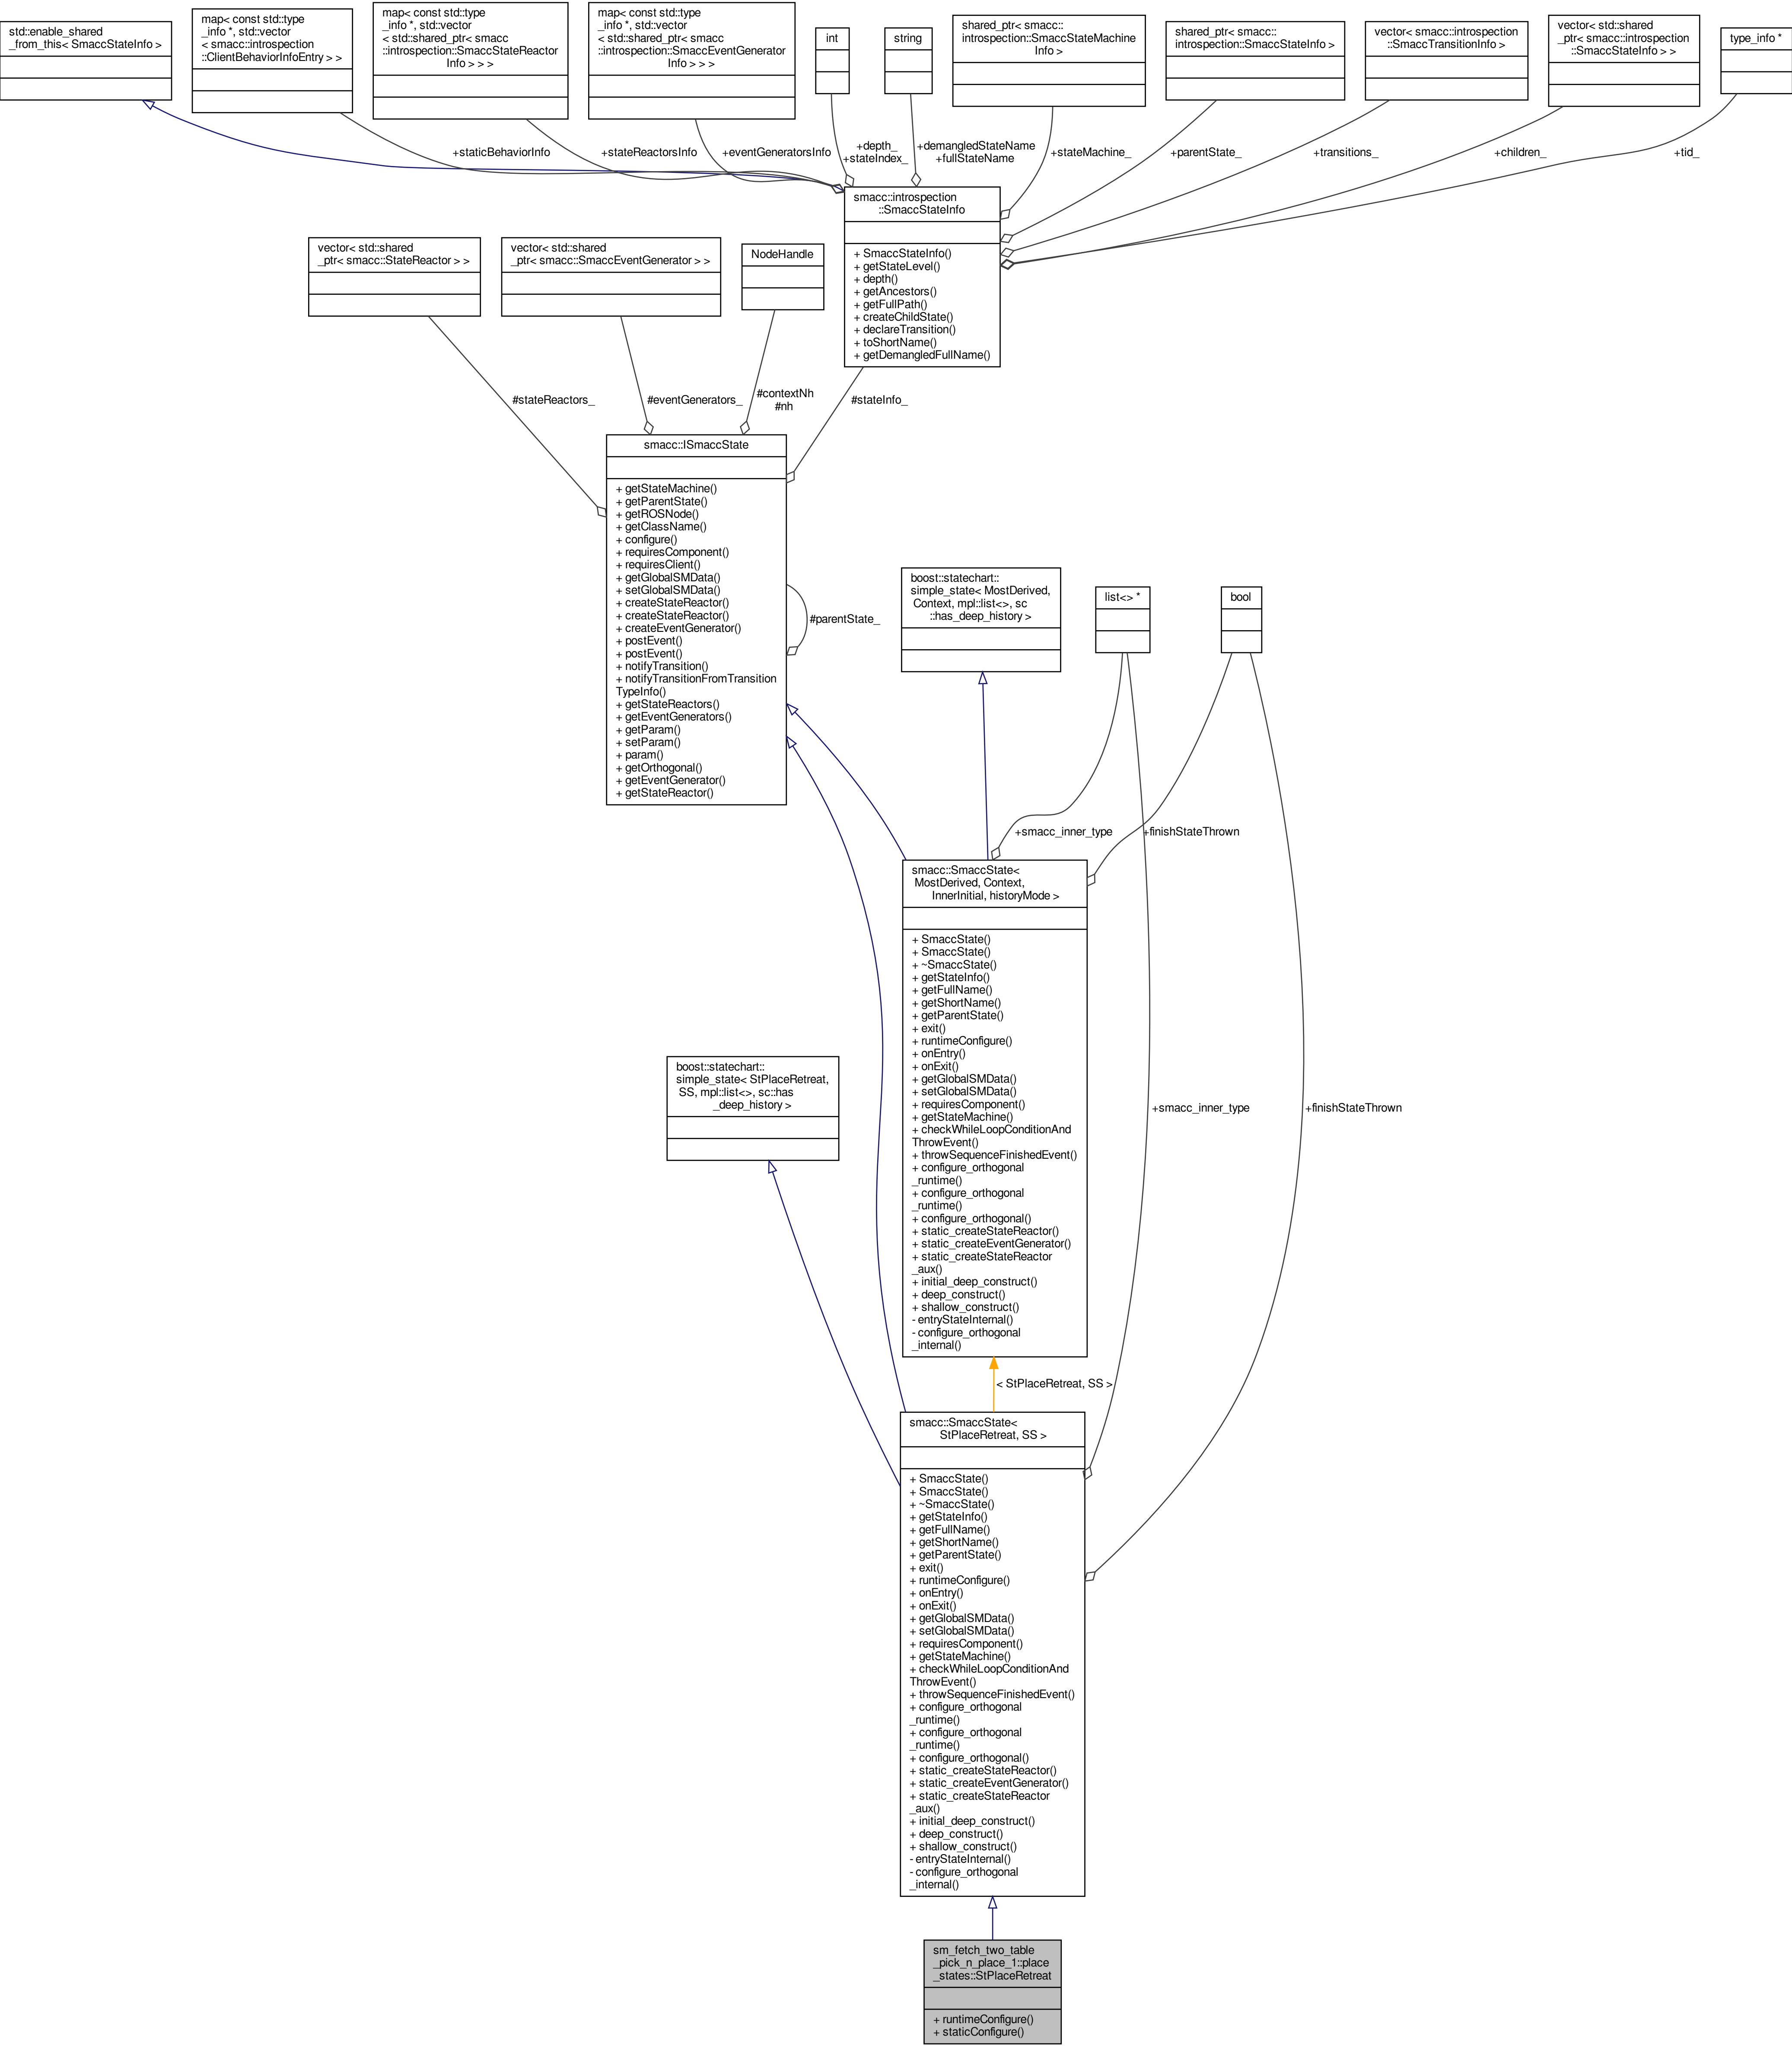 std::enable_shared
_from_this< SmaccStateInfo >
map< const std::type
_info *, std::vector
< smacc::introspection
::ClientBehaviorInfoEntry > >
map< const std::type
_info *, std::vector
< std::shared_ptr< smacc
::introspection::SmaccStateReactor
Info > > >
map< const std::type
_info *, std::vector
< std::shared_ptr< smacc
::introspection::SmaccEventGenerator
Info > > >
int
string
shared_ptr< smacc::
introspection::SmaccStateMachine
Info >
shared_ptr< smacc::
introspection::SmaccStateInfo >
vector< smacc::introspection
::SmaccTransitionInfo >
vector< std::shared
_ptr< smacc::introspection
::SmaccStateInfo > >
type_info *
+staticBehaviorInfo
+stateReactorsInfo
+eventGeneratorsInfo
+depth_
+stateIndex_
+demangledStateName
+fullStateName
+stateMachine_
+parentState_
+transitions_
+children_
+tid_
smacc::introspection
::SmaccStateInfo
+ SmaccStateInfo()
+ getStateLevel()
+ depth()
+ getAncestors()
+ getFullPath()
+ createChildState()
+ declareTransition()
+ toShortName()
+ getDemangledFullName()
vector< std::shared
_ptr< smacc::StateReactor > >
vector< std::shared
_ptr< smacc::SmaccEventGenerator > >
NodeHandle
#stateReactors_
#eventGenerators_
#contextNh
#nh
#stateInfo_
smacc::ISmaccState
+ getStateMachine()
+ getParentState()
+ getROSNode()
+ getClassName()
+ configure()
+ requiresComponent()
+ requiresClient()
+ getGlobalSMData()
+ setGlobalSMData()
+ createStateReactor()
+ createStateReactor()
+ createEventGenerator()
+ postEvent()
+ postEvent()
+ notifyTransition()
+ notifyTransitionFromTransition
TypeInfo()
+ getStateReactors()
+ getEventGenerators()
+ getParam()
+ setParam()
+ param()
+ getOrthogonal()
+ getEventGenerator()
+ getStateReactor()
#parentState_
boost::statechart::
simple_state< MostDerived,
Context, mpl::list<>, sc
::has_deep_history >
list<> *
bool
+smacc_inner_type
+finishStateThrown
smacc::SmaccState<
MostDerived, Context,
InnerInitial, historyMode >
+ SmaccState()
+ SmaccState()
+ ~SmaccState()
+ getStateInfo()
+ getFullName()
+ getShortName()
+ getParentState()
+ exit()
+ runtimeConfigure()
+ onEntry()
+ onExit()
+ getGlobalSMData()
+ setGlobalSMData()
+ requiresComponent()
+ getStateMachine()
+ checkWhileLoopConditionAnd
ThrowEvent()
+ throwSequenceFinishedEvent()
+ configure_orthogonal
_runtime()
+ configure_orthogonal
_runtime()
+ configure_orthogonal()
+ static_createStateReactor()
+ static_createEventGenerator()
+ static_createStateReactor
_aux()
+ initial_deep_construct()
+ deep_construct()
+ shallow_construct()
- entryStateInternal()
- configure_orthogonal
_internal()
boost::statechart::
simple_state< StPlaceRetreat,
SS, mpl::list<>, sc::has
_deep_history >
+smacc_inner_type
+finishStateThrown
< StPlaceRetreat, SS >
smacc::SmaccState<
StPlaceRetreat, SS >
+ SmaccState()
+ SmaccState()
+ ~SmaccState()
+ getStateInfo()
+ getFullName()
+ getShortName()
+ getParentState()
+ exit()
+ runtimeConfigure()
+ onEntry()
+ onExit()
+ getGlobalSMData()
+ setGlobalSMData()
+ requiresComponent()
+ getStateMachine()
+ checkWhileLoopConditionAnd
ThrowEvent()
+ throwSequenceFinishedEvent()
+ configure_orthogonal
_runtime()
+ configure_orthogonal
_runtime()
+ configure_orthogonal()
+ static_createStateReactor()
+ static_createEventGenerator()
+ static_createStateReactor
_aux()
+ initial_deep_construct()
+ deep_construct()
+ shallow_construct()
- entryStateInternal()
- configure_orthogonal
_internal()
sm_fetch_two_table
_pick_n_place_1::place
_states::StPlaceRetreat
+ runtimeConfigure()
+ staticConfigure()